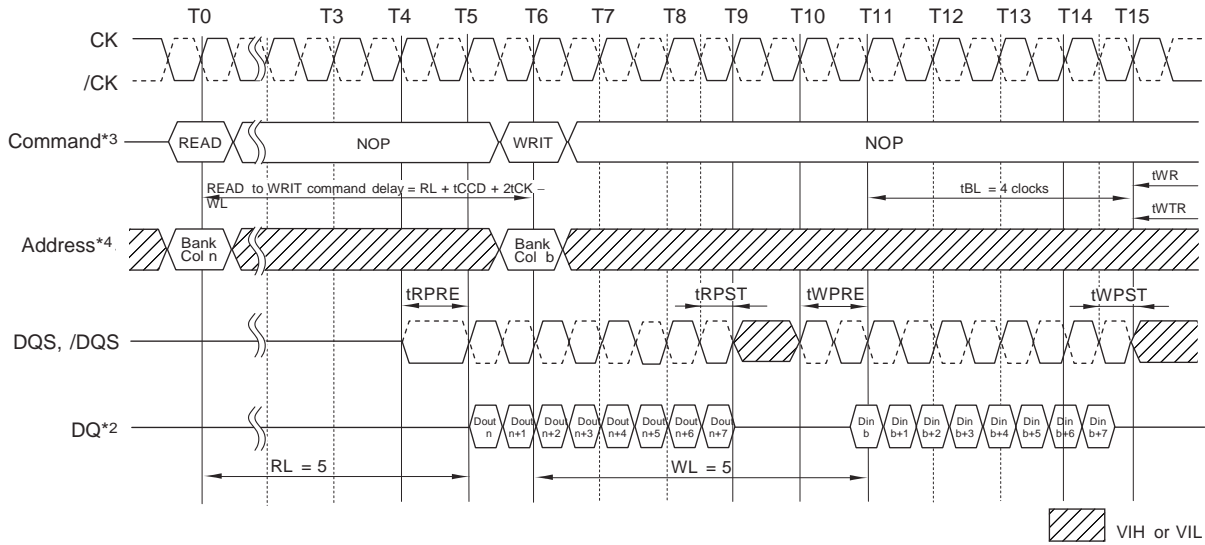 T0 T3 T4 T5 T6 T7 T8 T9 T10 T11 T12 T13 T14 T15
CK
/CK
Command*3 READ NOP WRIT NOP
READ to WRIT command delay = RL + tCCD + 2tCK –
WL
tBL = 4 clocks
tWR
tWTR
Address*4
Bank
Col n
Bank
Col b
tRPRE tRPST tWPRE tWPST
DQS, /DQS
DQ*2
Dout Dout Dout Dout Dout Dout Dout Dout Din Din Din Din Din Din Din Din
n n+1 n+2 n+3 n+4 n+5 n+6 n+7 b b+1 b+2 b+3 b+4 b+5 b+6 b+7
RL = 5 WL = 5
VIH or VIL